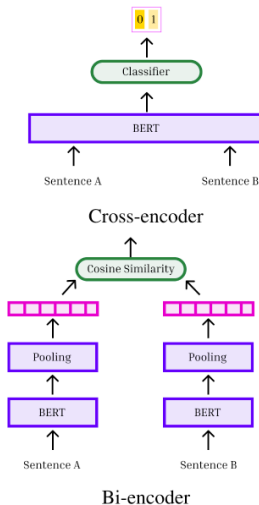 0 1
Classifier
BERT
Sentence A Sentence B
Cross-encoder
Cosine Similarity
Pooling Pooling
BERT BERT
Sentence A Sentence B
Bi-encoder